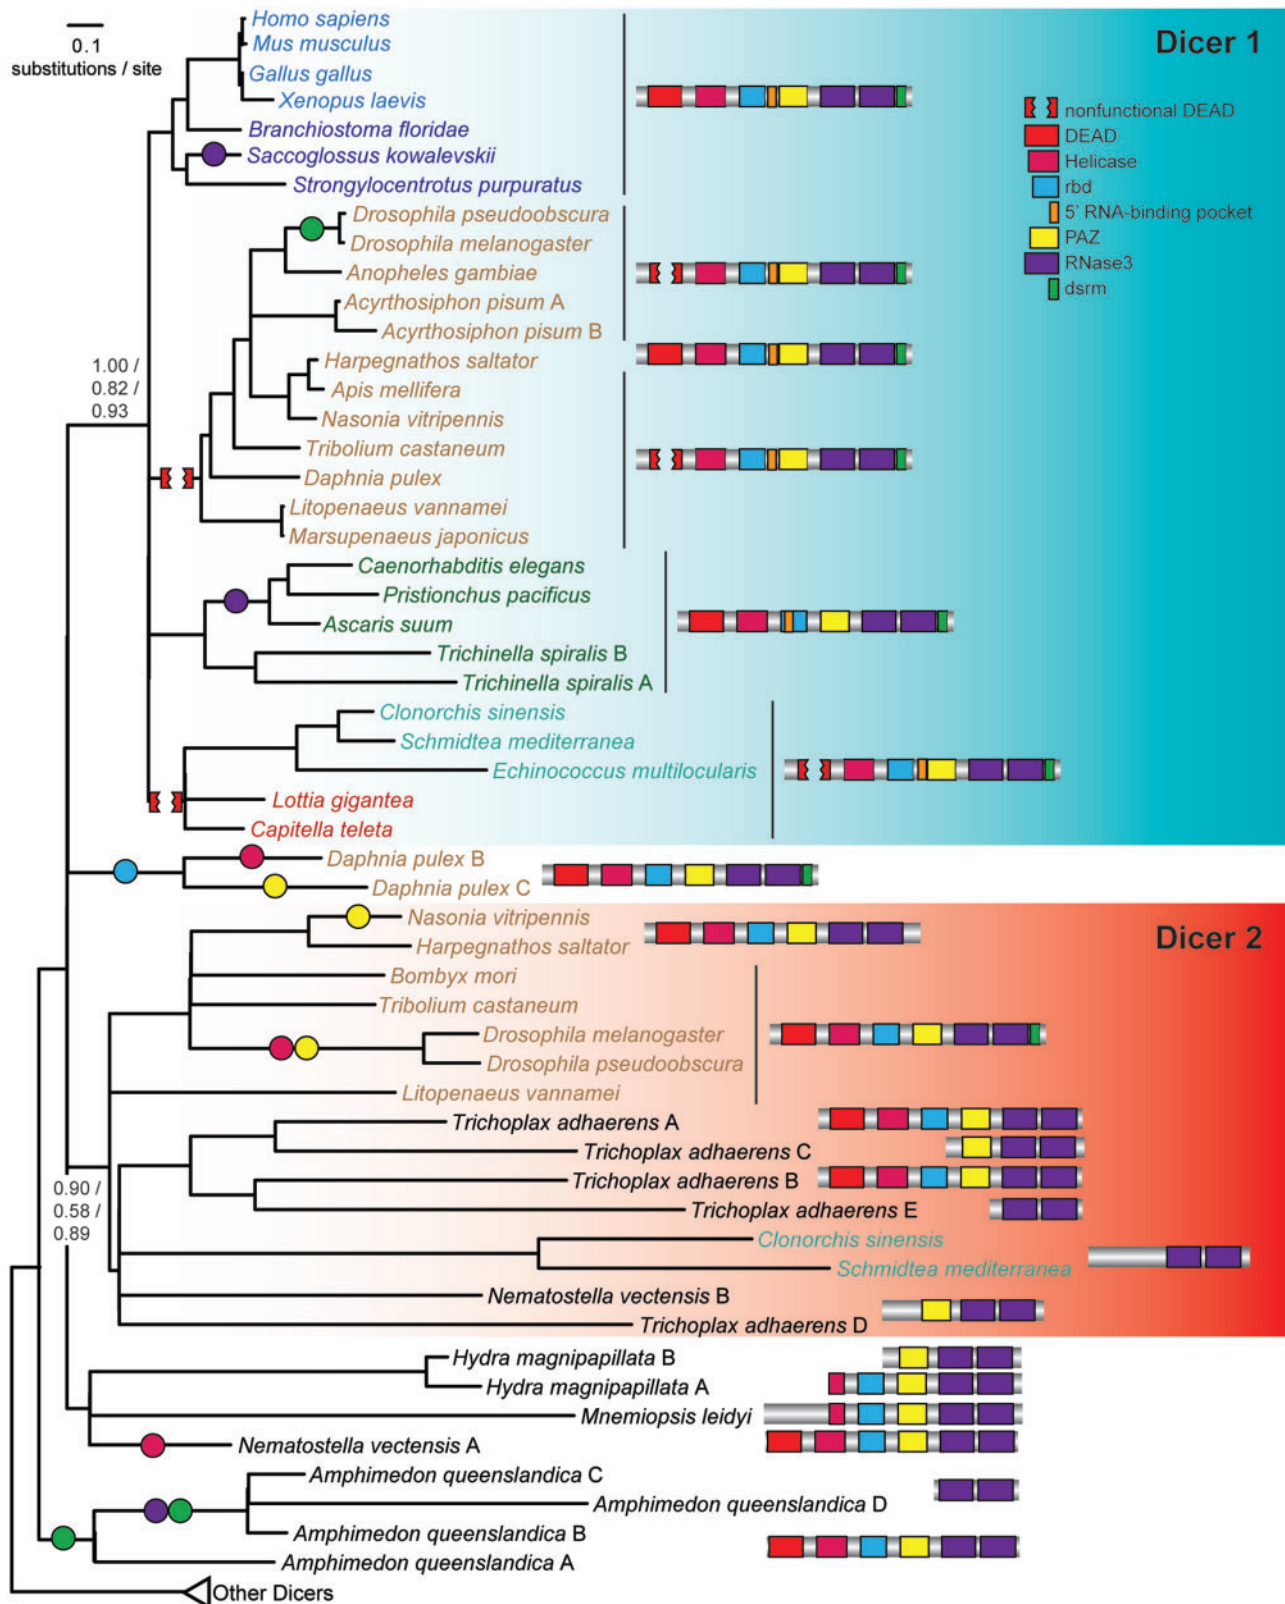 Homo sapiens
0.1
substitutions / site
Mus musculus
Dicer 1
Gallus gallus
Xenopus laevis
nonfunctional DEAD
Branchiostoma floridae
DEAD
Saccoglossus kowalevskii
Helicase
Strongylocentrotus purpuratus
rbd
Drosophila pseudoobscura
5' RNA-binding pocket
Drosophila melanogaster
PAZ
Anopheles gambiae
RNase3
Acyrthosiphon pisum A
dsrm
Acyrthosiphon pisum B
Harpegnathos saltator
1.00 /
0.82 /
0.93
Apis mellifera
Nasonia vitripennis
Tribolium castaneum
Daphnia pulex
Litopenaeus vannamei
Marsupenaeus japonicus
Caenorhabditis elegans
Pristionchus pacificus
Ascaris suum
Trichinella spiralis B
Trichinella spiralis A
Clonorchis sinensis
Schmidtea mediterranea
Echinococcus multilocularis
Lottia gigantea
Capitella teleta
Daphnia pulex B
Daphnia pulex C
Nasonia vitripennis
Dicer 2
Harpegnathos saltator
Bombyx mori
Tribolium castaneum
Drosophila melanogaster
Drosophila pseudoobscura
Litopenaeus vannamei
Trichoplax adhaerens A
Trichoplax adhaerens C
Trichoplax adhaerens B
0.90 /
0.58 /
0.89
Trichoplax adhaerens E
Clonorchis sinensis
Schmidtea mediterranea
Nematostella vectensis B
Trichoplax adhaerens D
Hydra magnipapillata B
Hydra magnipapillata A
Mnemiopsis leidyi
Nematostella vectensis A
Amphimedon queenslandica C
Amphimedon queenslandica D
Amphimedon queenslandica B
Amphimedon queenslandica A
Other Dicers